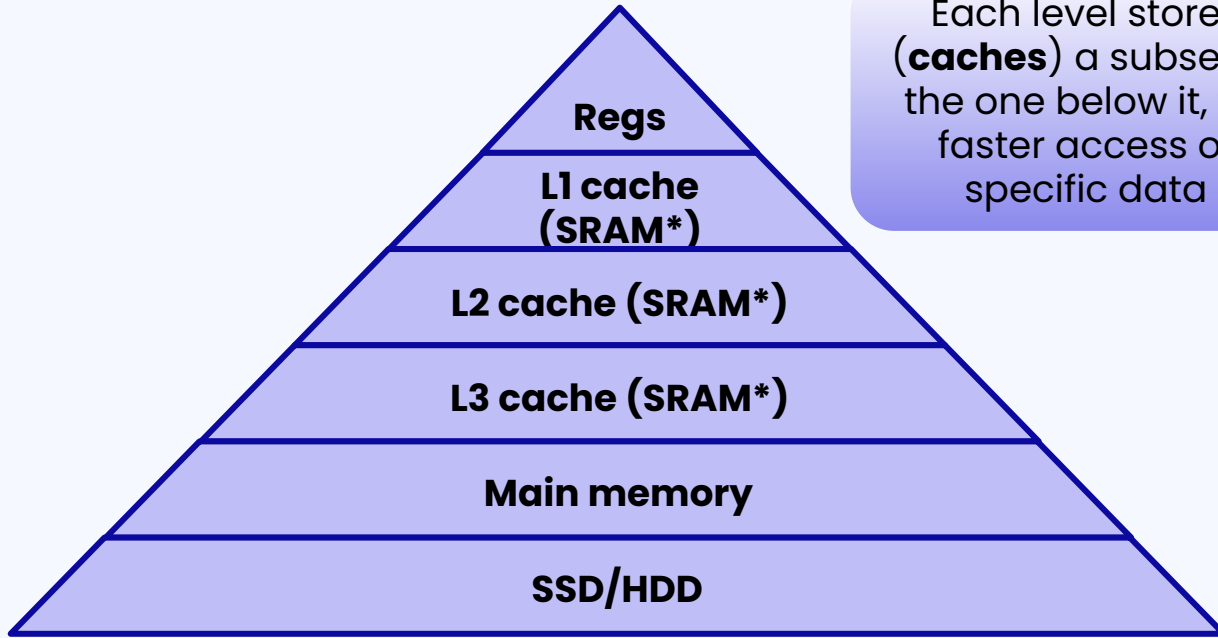 Each level store
(caches) a subse
the one below it,
faster access o
specific data
Regs
L1 cache
(SRAM*)
L2 cache (SRAM*)
L3 cache (SRAM*)
Main memory
SSD/HDD